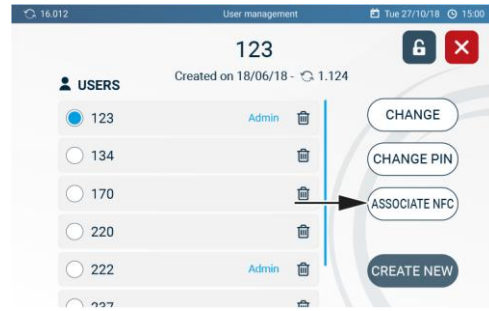 16.012 User management Tue 27/10/18 15:00
123
Created on 18/06/18 - 1.124
USERS
123 Admin
CHANGE
134
CHANGE PIN
170
ASSOCIATE NFC
220
222 Admin
CREATE NEW
237